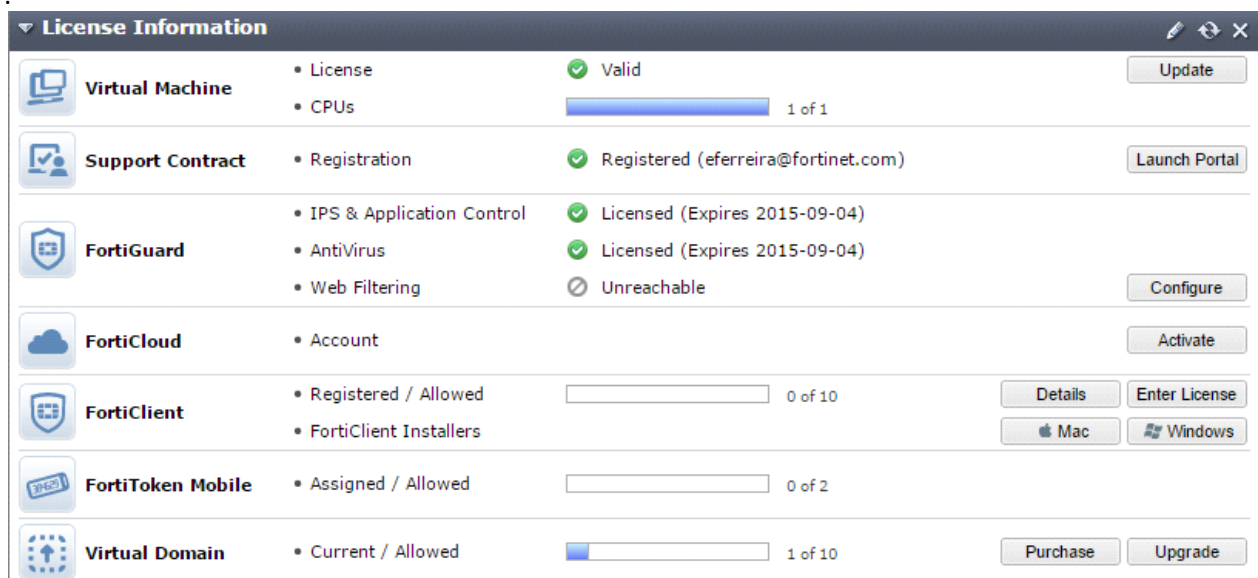 License Information
Virtual Machine • License Valid Update
• CPUs 1 of 1
Support Contract • Registration Registered (eferreira@fortinet.com) Launch Portal
• IPS & Application Control Licensed (Expires 2015-09-04)
FortiGuard • AntiVirus Licensed (Expires 2015-09-04)
• Web Filtering Unreachable Configure
FortiCloud • Account Activate
FortiClient • Registered / Allowed 0 of 10 Details Enter License
• FortiClient Installers Mac Windows
FortiToken Mobile • Assigned / Allowed 0 of 2
Virtual Domain • Current / Allowed 1 of 10 Purchase Upgrade